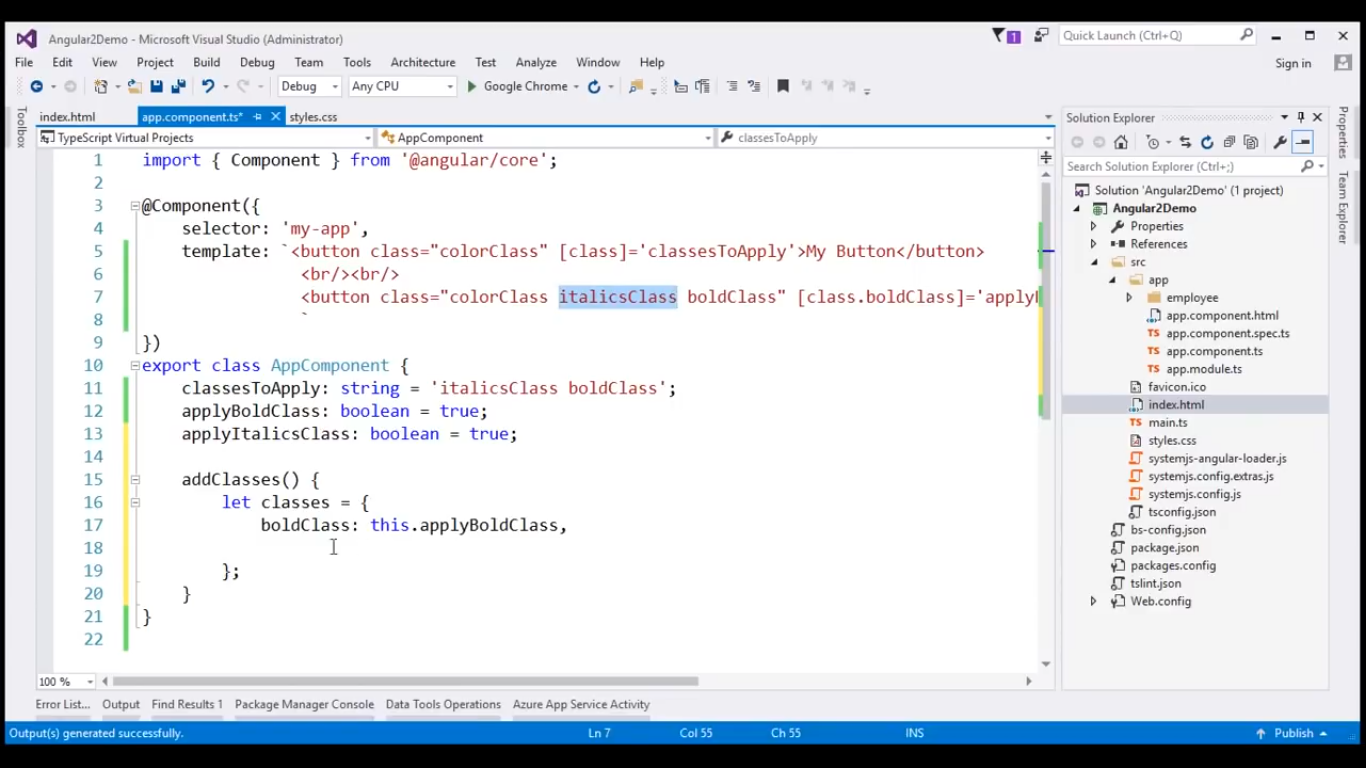 Angular2Demo - Microsoft Visual Studio (Administrator)
1
Quick Launch (Ctrl+Q)
File Edit View Project Build Debug Team Tools Architecture Test Analyze Window Help
Sign in
Debug Any CPU Google Chrome
Toolbox
index.html app.component.ts* styles.css
TypeScript Virtual Projects AppComponent classesToApply
1 import { Component } from '@angular/core';
2
3 @Component({
4 selector: 'my-app',
5 template: `<button class="colorClass" [class]='classesToApply'>My Button</button>
6 <br/><br/>
7 <button class="colorClass italicsClass boldClass" [class.boldClass]='apply
8 `
9 })
10 export class AppComponent {
11 classesToApply: string = 'italicsClass boldClass';
12 applyBoldClass: boolean = true;
13 applyItalicsClass: boolean = true;
14
15 addClasses() {
16 let classes = {
17 boldClass: this.applyBoldClass,
18
19 };
20 }
21 }
22
100 %
Solution Explorer
Search Solution Explorer (Ctrl+;)
Solution 'Angular2Demo' (1 project)
Angular2Demo
Properties
References
src
app
employee
app.component.html
TS app.component.spec.ts
TS app.component.ts
TS app.module.ts
favicon.ico
index.html
TS main.ts
styles.css
systemjs-angular-loader.js
systemjs.config.extras.js
systemjs.config.js
tsconfig.json
bs-config.json
package.json
packages.config
tslint.json
Web.config
Properties
Team Explorer
Error List... Output Find Results 1 Package Manager Console Data Tools Operations Azure App Service Activity
Output(s) generated successfully. Ln 7 Col 55 Ch 55 INS Publish